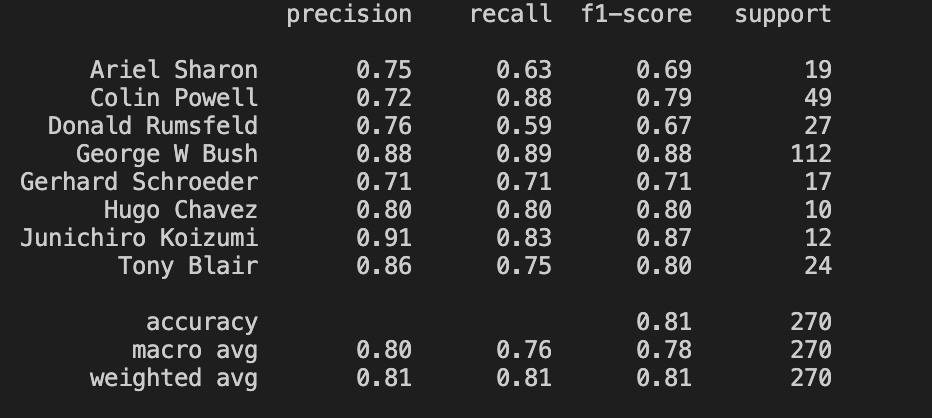 precision recall f1-score support
Ariel Sharon 0.75 0.63 0.69 19
Colin Powell 0.72 0.88 0.79 49
Donald Rumsfeld 0.76 0.59 0.67 27
George W Bush 0.88 0.89 0.88 112
Gerhard Schroeder 0.71 0.71 0.71 17
Hugo Chavez 0.80 0.80 0.80 10
Junichiro Koizumi 0.91 0.83 0.87 12
Tony Blair 0.86 0.75 0.80 24
accuracy 0.81 270
macro avg 0.80 0.76 0.78 270
weighted avg 0.81 0.81 0.81 270